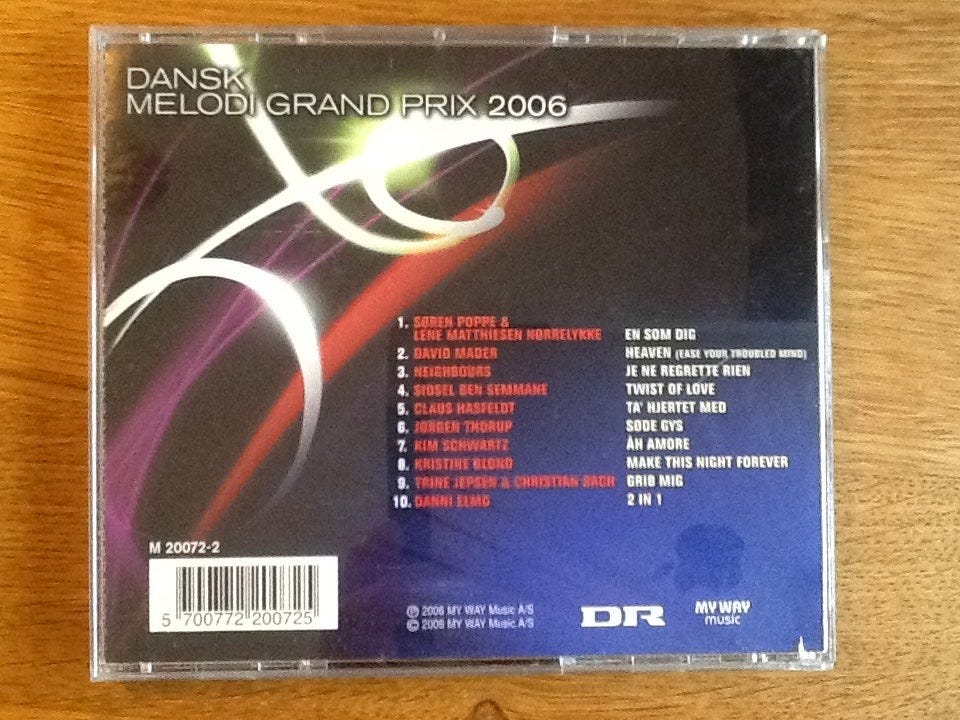 DANSK
MELODI GRAND PRIX 2006
1. SØREN POPPE &
LENE MATTHIESEN NØRRELYKKE EN SOM DIG
2. DAVID MADER HEAVEN (EASE YOUR TROUBLED MIND)
3. NEIGHBOURS JE NE REGRETTE RIEN
4. SIDSEL BEN SEMMANE TWIST OF LOVE
5. CLAUS HASFELDT TA' HJERTET MED
6. JØRGEN THORUP SØDE GYS
7. KIM SCHWARTZ ÅH AMORE
8. KRISTINE BLOND MAKE THIS NIGHT FOREVER
9. TRINE JEPSEN & CHRISTIAN BACH GRIB MIG
10. DANNI ELMO 2 IN 1
M 20072-2
5 700772 200725
℗ 2006 MY WAY Music A/S
© 2006 MY WAY Music A/S
DR
MY WAY
music